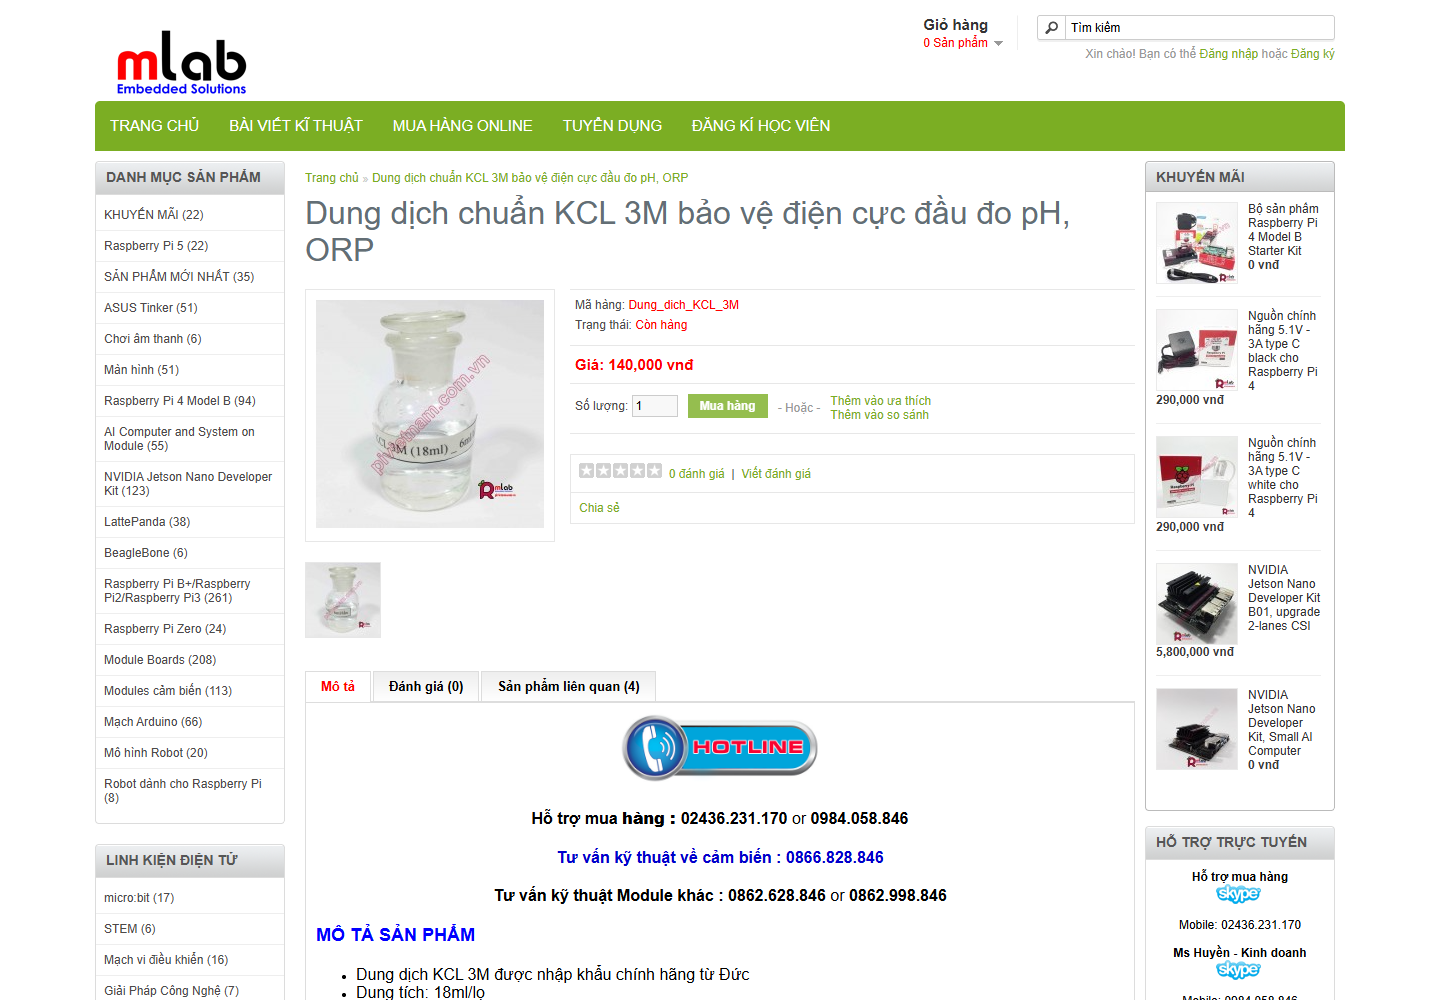 mlab
Embedded Solutions
Giỏ hàng
0 Sản phẩm
Tìm kiếm
Xin chào! Bạn có thể Đăng nhập hoặc Đăng ký
TRANG CHỦ
BÀI VIẾT KĨ THUẬT
MUA HÀNG ONLINE
TUYỂN DỤNG
ĐĂNG KÍ HỌC VIÊN
DANH MỤC SẢN PHẨM
KHUYẾN MÃI (22)
Raspberry Pi 5 (22)
SẢN PHẨM MỚI NHẤT (35)
ASUS Tinker (51)
Chơi âm thanh (6)
Màn hình (51)
Raspberry Pi 4 Model B (94)
AI Computer and System on
Module (55)
NVIDIA Jetson Nano Developer
Kit (123)
LattePanda (38)
BeagleBone (6)
Raspberry Pi B+/Raspberry
Pi2/Raspberry Pi3 (261)
Raspberry Pi Zero (24)
Module Boards (208)
Modules cảm biến (113)
Mạch Arduino (66)
Mô hình Robot (20)
Robot dành cho Raspberry Pi
(8)
LINH KIỆN ĐIỆN TỬ
micro:bit (17)
STEM (6)
Mạch vi điều khiển (16)
Giải Pháp Công Nghệ (7)
Trang chủ » Dung dịch chuẩn KCL 3M bảo vệ điện cực đầu đo pH, ORP
Dung dịch chuẩn KCL 3M bảo vệ điện cực đầu đo pH,
ORP
pivietnam.com.vn
KCL 3M (18ml) _ 6ml
mLab
Mã hàng: Dung_dich_KCL_3M
Trạng thái: Còn hàng
Giá: 140,000 vnđ
Số lượng: 1
Mua hàng
- Hoặc -
Thêm vào ưa thích
Thêm vào so sánh
0 đánh giá | Viết đánh giá
Chia sẻ
Mô tả
Đánh giá (0)
Sản phẩm liên quan (4)
HOTLINE
Hỗ trợ mua hàng : 02436.231.170 or 0984.058.846
Tư vấn kỹ thuật về cảm biến : 0866.828.846
Tư vấn kỹ thuật Module khác : 0862.628.846 or 0862.998.846
MÔ TẢ SẢN PHẨM
Dung dịch KCL 3M được nhập khẩu chính hãng từ Đức
Dung tích: 18ml/lọ
KHUYẾN MÃI
Bộ sản phẩm
Raspberry Pi
4 Model B
Starter Kit
0 vnđ
Nguồn chính
hãng 5.1V -
3A type C
black cho
Raspberry Pi
4
290,000 vnđ
Nguồn chính
hãng 5.1V -
3A type C
white cho
Raspberry Pi
4
290,000 vnđ
NVIDIA
Jetson Nano
Developer Kit
B01, upgrade
2-lanes CSI
5,800,000 vnđ
NVIDIA
Jetson Nano
Developer
Kit, Small AI
Computer
0 vnđ
HỖ TRỢ TRỰC TUYẾN
Hỗ trợ mua hàng
skype
Mobile: 02436.231.170
Ms Huyền - Kinh doanh
skype
Mobile: 0984.058.846